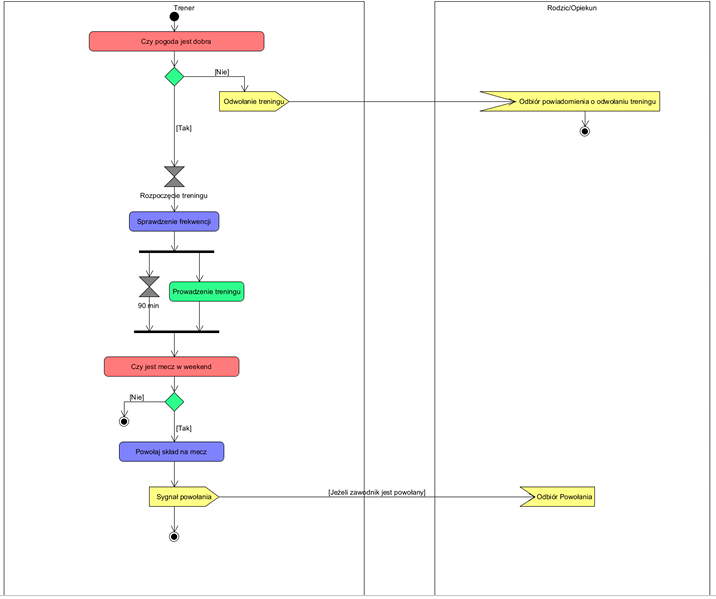 Trener
Rodzic/Opiekun
Czy pogoda jest dobra
[Nie]
Odwołanie treningu
Odbiór powiadomienia o odwołaniu treningu
[Tak]
Rozpoczęcie treningu
Sprawdzenie frekwencji
Prowadzenie treningu
90 min
Czy jest mecz w weekend
[Nie]
[Tak]
Powołaj skład na mecz
Sygnał powołania
[Jeżeli zawodnik jest powołany]
Odbiór Powołania